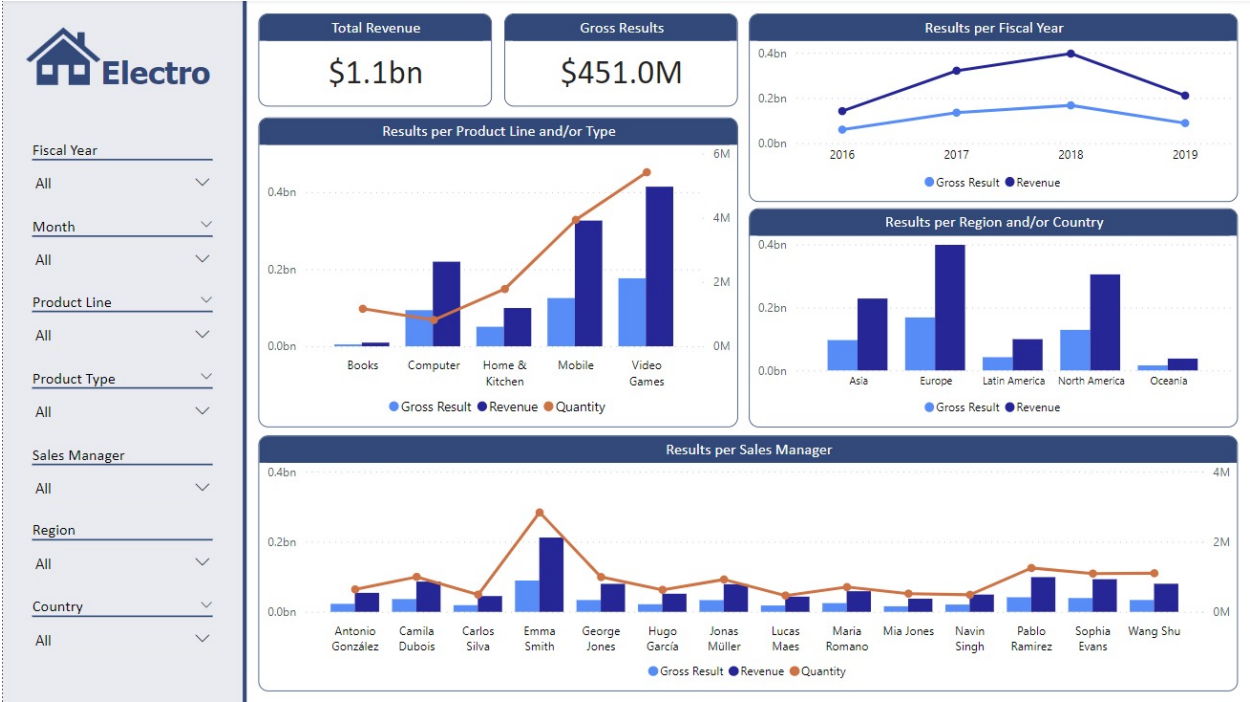 Electro
Fiscal Year
All
Month
All
Product Line
All
Product Type
All
Sales Manager
All
Region
All
Country
All
Total Revenue
$1.1bn
Gross Results
$451.0M
Results per Product Line and/or Type
6M
0.4bn
4M
0.2bn
2M
0.0bn
0M
Books
Computer
Home &
Kitchen
Mobile
Video
Games
Gross Result Revenue Quantity
Results per Fiscal Year
0.4bn
0.2bn
0.0bn
2016 2017 2018 2019
Gross Result Revenue
Results per Region and/or Country
0.4bn
0.2bn
0.0bn
Asia Europe Latin America North America Oceania
Gross Result Revenue
Results per Sales Manager
0.4bn 4M
0.2bn 2M
0.0bn 0M
Antonio
González
Camila
Dubois
Carlos
Silva
Emma
Smith
George
Jones
Hugo
García
Jonas
Müller
Lucas
Maes
Maria
Romano
Mia Jones
Navin
Singh
Pablo
Ramirez
Sophia
Evans
Wang Shu
Gross Result Revenue Quantity